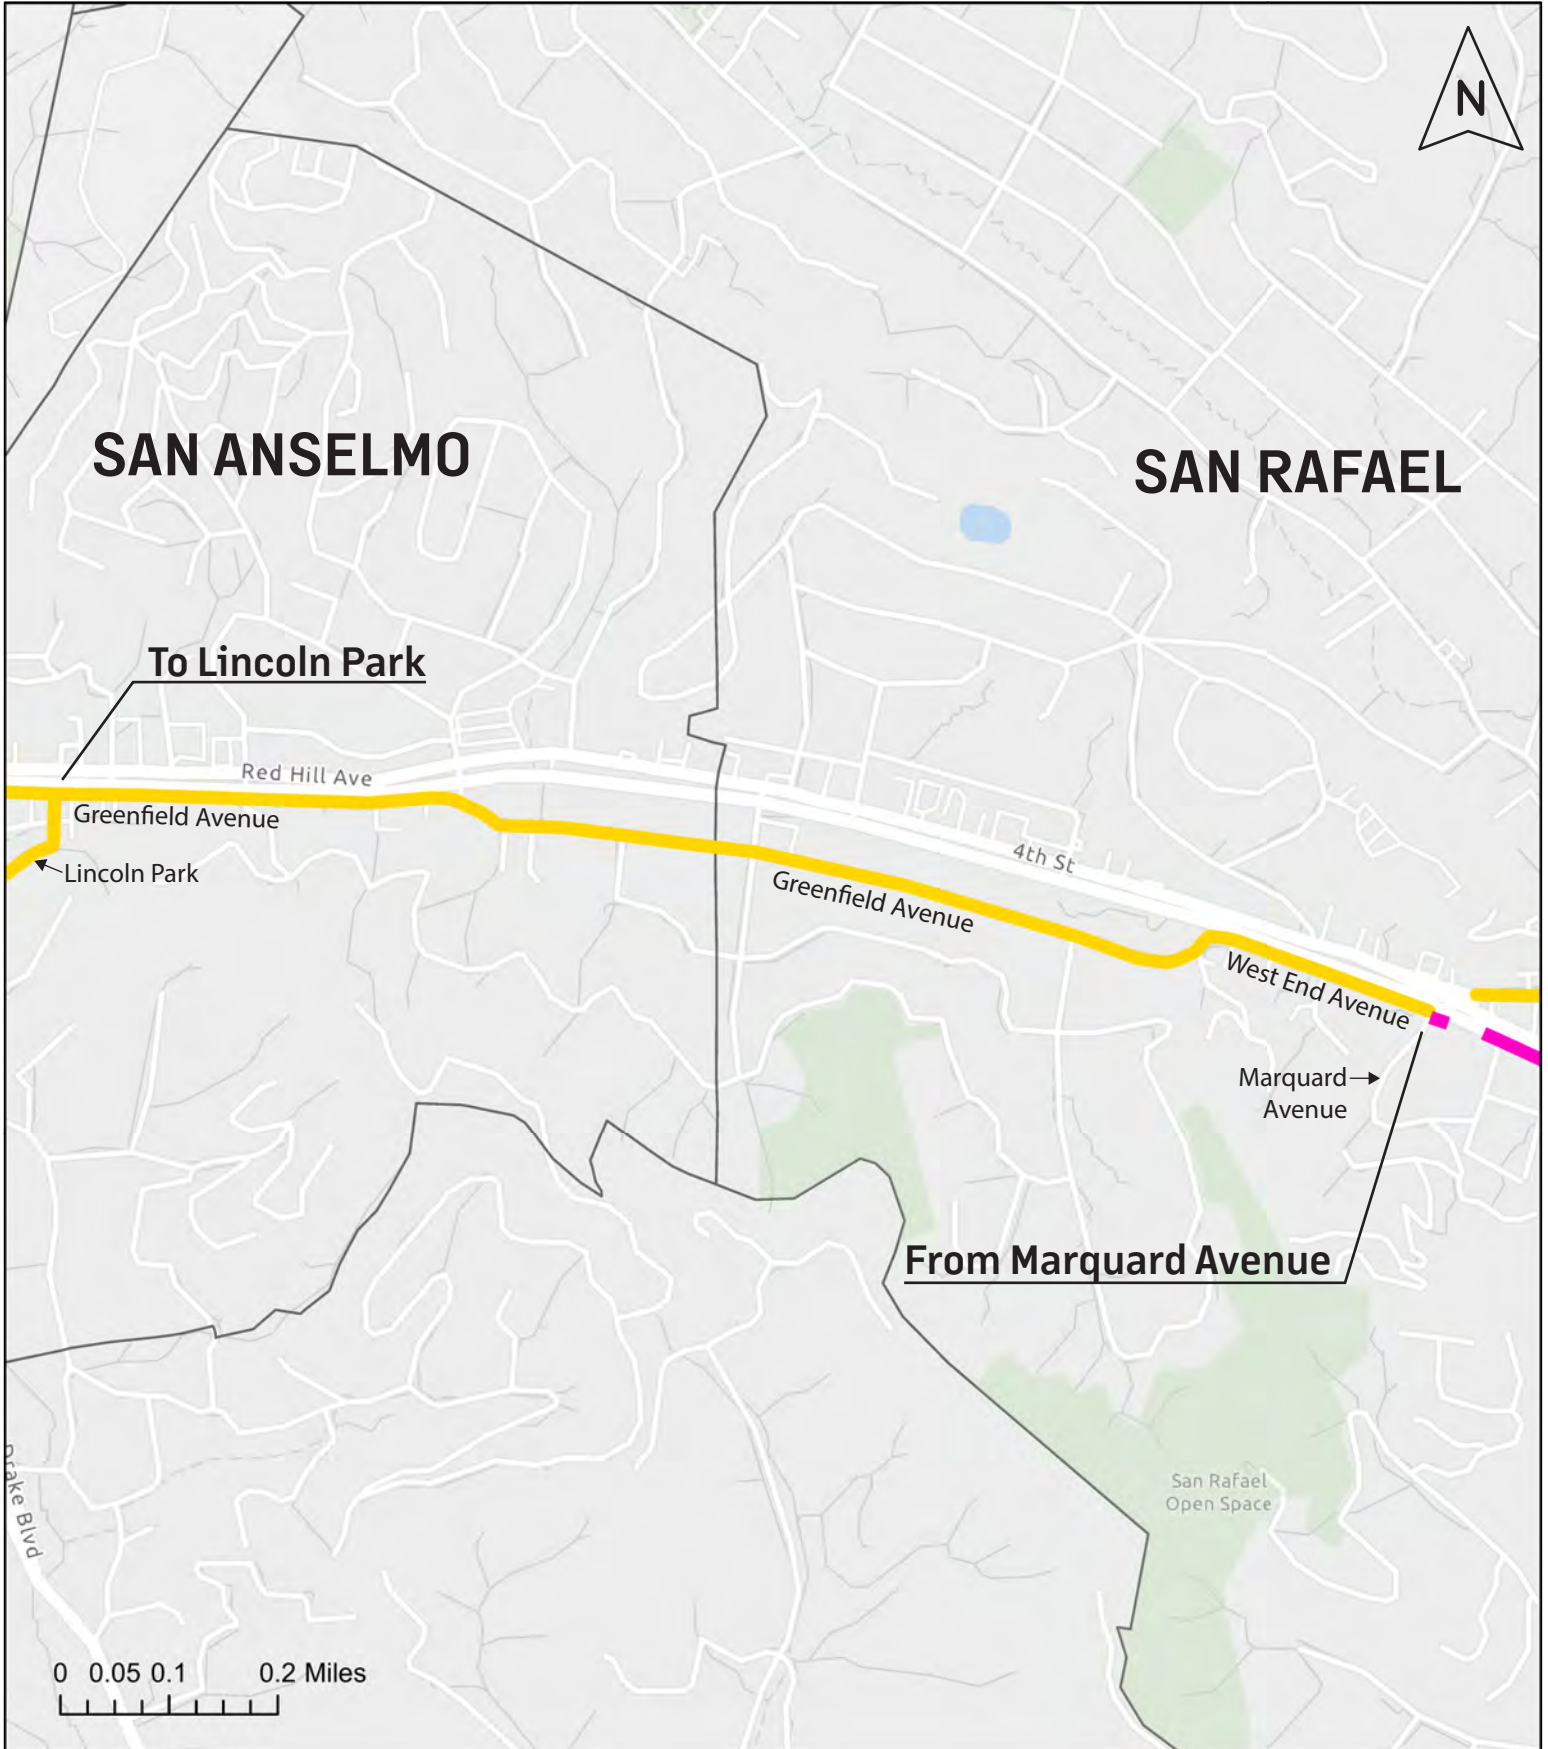 N
SAN ANSELMO
SAN RAFAEL
To Lincoln Park
Red Hill Ave
Greenfield Avenue
Lincoln Park
4th St
Greenfield Avenue
West End Avenue
Marquard
Avenue
From Marquard Avenue
San Rafael
Open Space
Drake Blvd
0 0.05 0.1 0.2 Miles